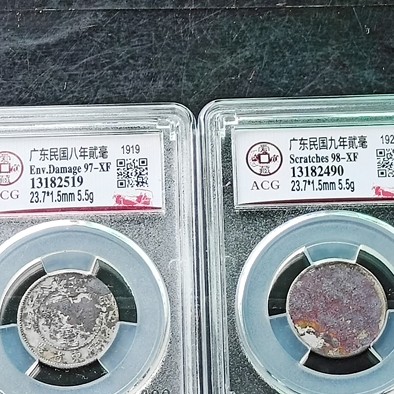 广东民国八年贰毫
1919
Env.Damage 97-XF
13182519
23.7*1.5mm 5.5g
CG
广东民国九年贰毫
192
Scratches 98-XF
13182490
23.7*1.5mm 5.5g
ACG